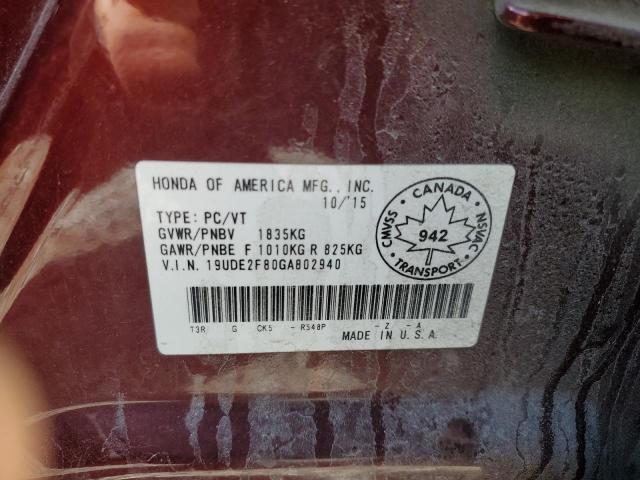 HONDA OF AMERICA MFG., INC.
10/'15
TYPE: PC/VT
GVWR/PNBV 1835KG
GAWR/PNBE F 1010KG R 825KG
V.I.N. 19UDE2F80GA802940
CANADA
CMVSS 942 NSVAC
TRANSPORT
T3R G CK5 -R548P -Z -A
MADE IN U.S.A.